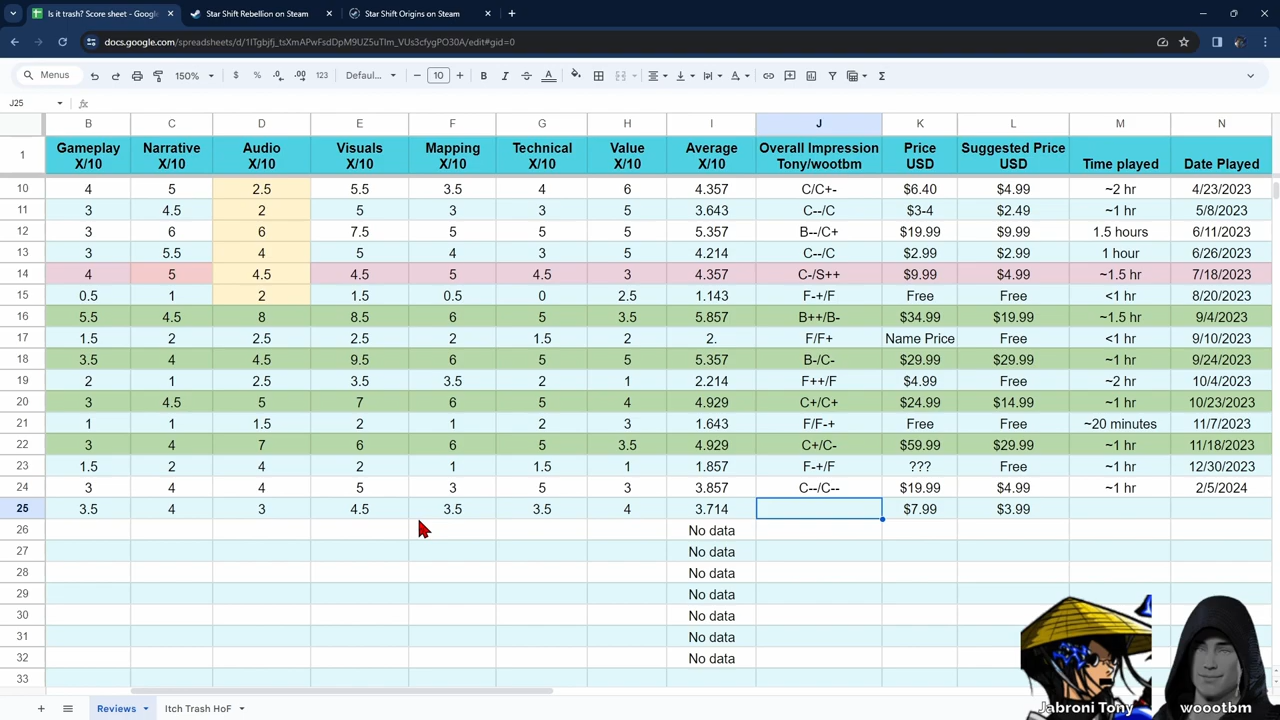 Is it trash? Score sheet - Google
Star Shift Rebellion on Steam
Star Shift Origins on Steam
Menus
150%
$
%
.0
.00
123
Defaul...
10
B
I
A
Σ
J25
fx
B C D E F G H I J K L M N
1
Gameplay X/10 Narrative X/10 Audio X/10 Visuals X/10 Mapping X/10 Technical X/10 Value X/10 Average X/10 Overall Impression Tony/wootbm Price USD Suggested Price USD Time played Date Played
10 4 5 2.5 5.5 3.5 4 6 4.357 C/C+- $6.40 $4.99 ~2 hr 4/23/2023
11 3 4.5 2 5 3 3 5 3.643 C--/C $3-4 $2.49 ~1 hr 5/8/2023
12 3 6 6 7.5 5 5 5 5.357 B--/C+ $19.99 $9.99 1.5 hours 6/11/2023
13 3 5.5 4 5 4 3 5 4.214 C--/C $2.99 $2.99 1 hour 6/26/2023
14 4 5 4.5 4.5 5 4.5 3 4.357 C-/S++ $9.99 $4.99 ~1.5 hr 7/18/2023
15 0.5 1 2 1.5 0.5 0 2.5 1.143 F-+/F Free Free <1 hr 8/20/2023
16 5.5 4.5 8 8.5 6 5 3.5 5.857 B++/B- $34.99 $19.99 ~1.5 hr 9/4/2023
17 1.5 2 2.5 2.5 2 1.5 2 2. F/F+ Name Price Free <1 hr 9/10/2023
18 3.5 4 4.5 9.5 6 5 5 5.357 B-/C- $29.99 $29.99 ~1 hr 9/24/2023
19 2 1 2.5 3.5 3.5 2 1 2.214 F++/F $4.99 Free ~2 hr 10/4/2023
20 3 4.5 5 7 6 5 4 4.929 C+/C+ $24.99 $14.99 ~1 hr 10/23/2023
21 1 1 1.5 2 1 2 3 1.643 F/F-+ Free Free ~20 minutes 11/7/2023
22 3 4 7 6 6 5 3.5 4.929 C+/C- $59.99 $29.99 ~1 hr 11/18/2023
23 1.5 2 4 2 1 1.5 1 1.857 F-+/F ??? Free ~1 hr 12/30/2023
24 3 4 4 5 3 5 3 3.857 C--/C-- $19.99 $4.99 ~1 hr 2/5/2024
25 3.5 4 3 4.5 3.5 3.5 4 3.714 $7.99 $3.99
26 No data
27 No data
28 No data
29 No data
30 No data
31 No data
32 No data
33
Jabroni Tony
woootbm
Reviews
Itch Trash HoF